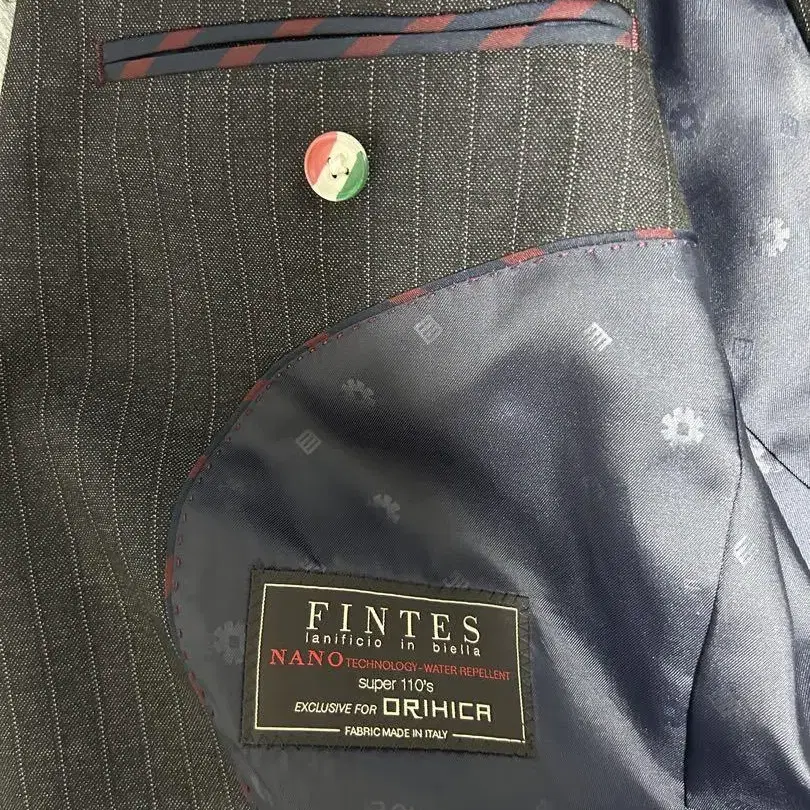 FINTES
lanificio in biella
NANO TECHNOLOGY-WATER REPELLENT
super 110's
EXCLUSIVE FOR ORIHICA
FABRIC MADE IN ITALY